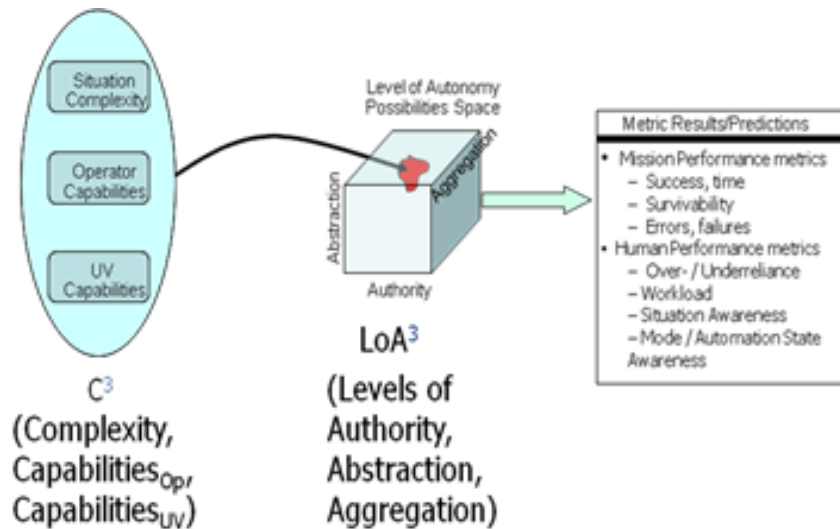 Situation
Complexity
Operator
Capabilities
UV
Capabilities
C³
(Complexity,
Capabilities_Op,
Capabilities_UV)
Level of Autonomy
Possibilities Space
Abstraction
Aggregation
Authority
LoA³
(Levels of
Authority,
Abstraction,
Aggregation)
Metric Results/Predictions
• Mission Performance metrics
– Success, time
– Survivability
– Errors, failures
• Human Performance metrics
– Over- / Underreliance
– Workload
– Situation Awareness
– Mode / Automation State
Awareness